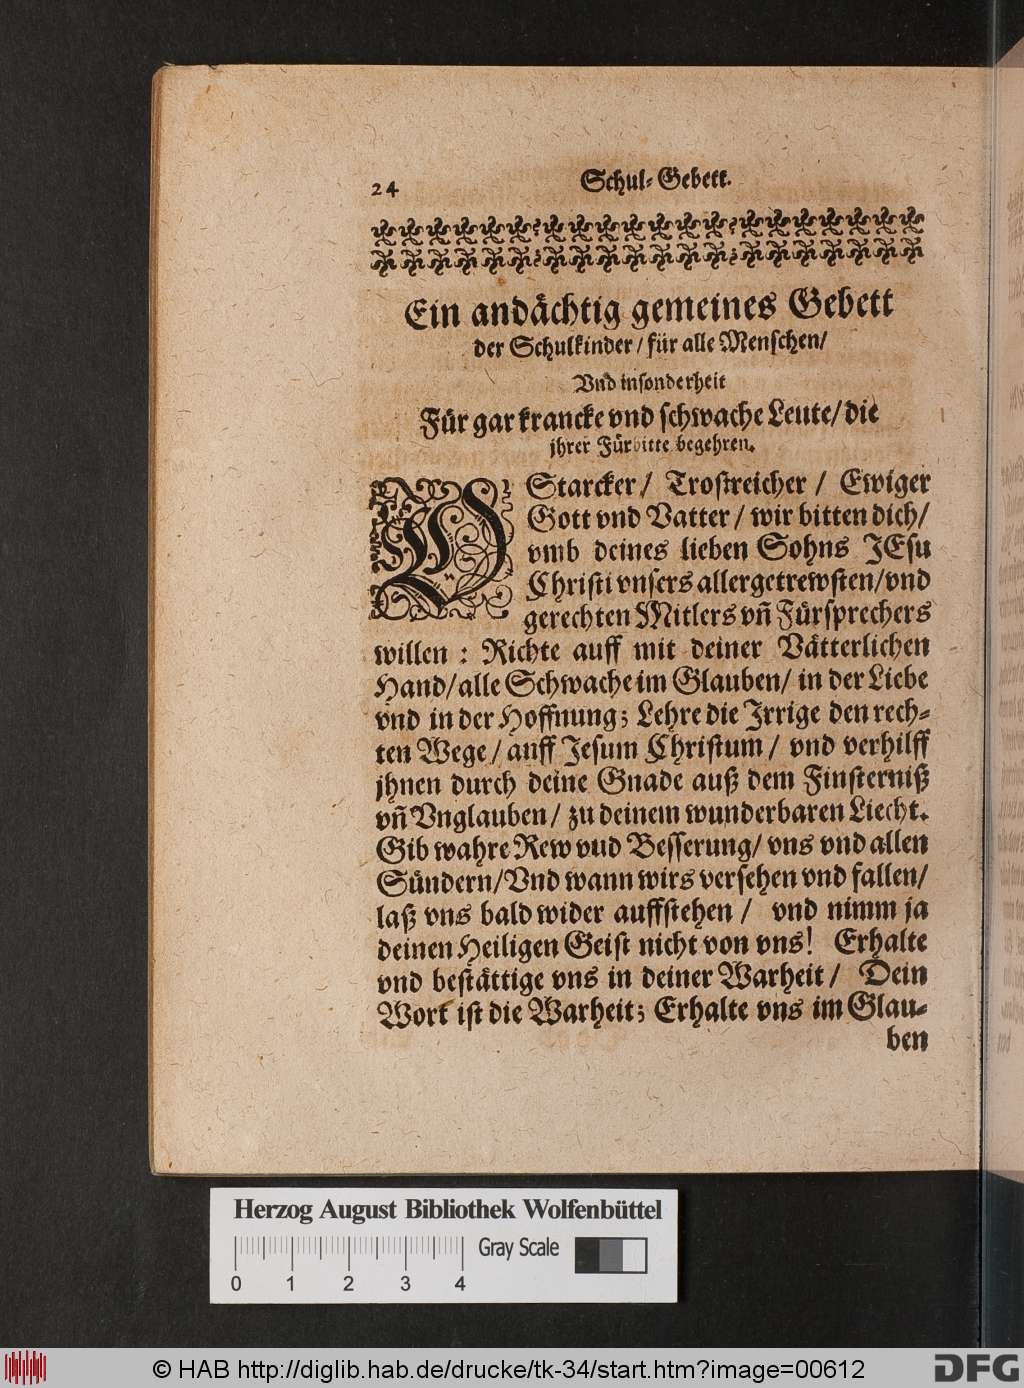 24
Schul-Gebett.
Ein andächtig gemeines Gebett
der Schulkinder / für alle Menschen /
Vnd insonderheit
Für gar krancke vnd schwache Leute / die
jhrer Fürbitte begehren.
O Starcker / Trostreicher / Ewiger
Gott vnd Vatter / wir bitten dich /
vmb deines lieben Sohns JEsu
Christi vnsers allergetrewsten / vnd
gerechten Mitlers vñ Fürsprechers
willen : Richte auff mit deiner Vätterlichen
Hand / alle Schwache im Glauben / in der Liebe
vnd in der Hoffnung; Lehre die Jrrige den rech-
ten Wege / auff Jesum Christum / vnd verhilff
jhnen durch deine Gnade auß dem Finsterniß
vñ Vnglauben / zu deinem wunderbaren Liecht.
Gib wahre Rew vud Besserung / vns vnd allen
Sündern / Vnd wann wirs versehen vnd fallen /
laß vns bald wider auffstehen / vnd nimm ja
deinen Heiligen Geist nicht von vns! Erhalte
vnd bestättige vns in deiner Warheit / Dein
Wort ist die Warheit; Erhalte vns im Glau-
ben
Herzog August Bibliothek Wolfenbüttel
Gray Scale
0 1 2 3 4
© HAB http://diglib.hab.de/drucke/tk-34/start.htm?image=00612
DFG